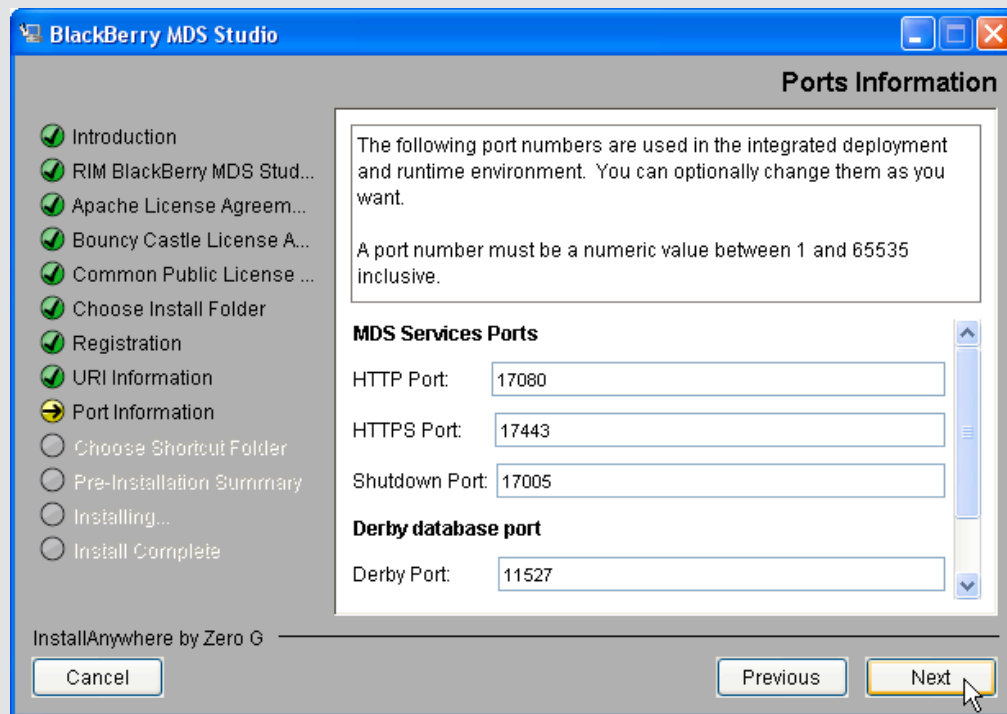 BlackBerry MDS Studio
Ports Information
Introduction
RIM BlackBerry MDS Stud...
Apache License Agreem...
Bouncy Castle License A...
Common Public License ...
Choose Install Folder
Registration
URI Information
Port Information
Choose Shortcut Folder
Pre-Installation Summary
Installing...
Install Complete
The following port numbers are used in the integrated deployment
and runtime environment.  You can optionally change them as you
want.
A port number must be a numeric value between 1 and 65535
inclusive.
MDS Services Ports
HTTP Port: 17080
HTTPS Port: 17443
Shutdown Port: 17005
Derby database port
Derby Port: 11527
InstallAnywhere by Zero G
Cancel
Previous
Next